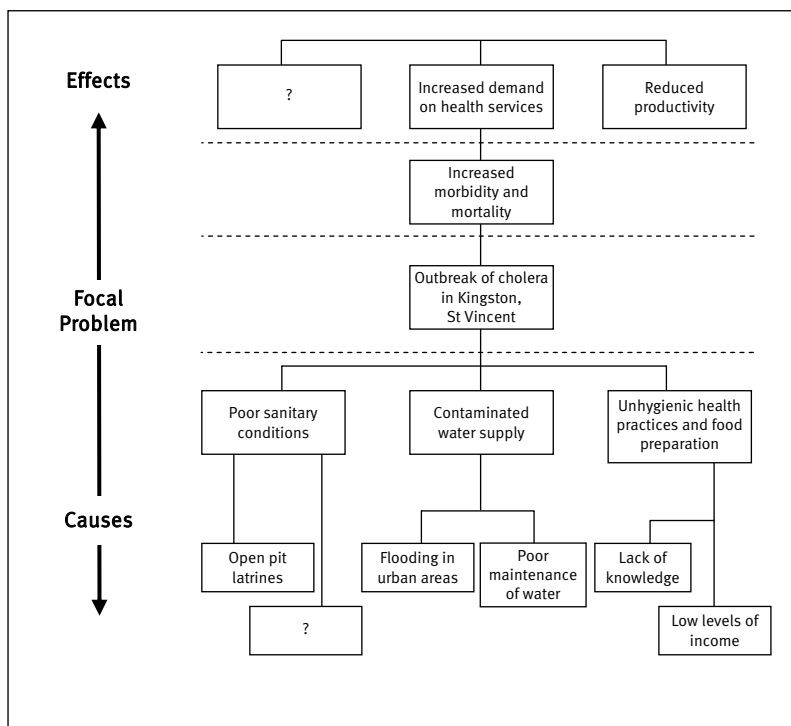 Effects
?
Increased demand
on health services
Reduced
productivity
Increased
morbidity and
mortality
Focal
Problem
Outbreak of cholera
in Kingston,
St Vincent
Poor sanitary
conditions
Contaminated
water supply
Unhygienic health
practices and food
preparation
Causes
Open pit
latrines
?
Flooding in
urban areas
Poor
maintenance
of water
Lack of
knowledge
Low levels of
income